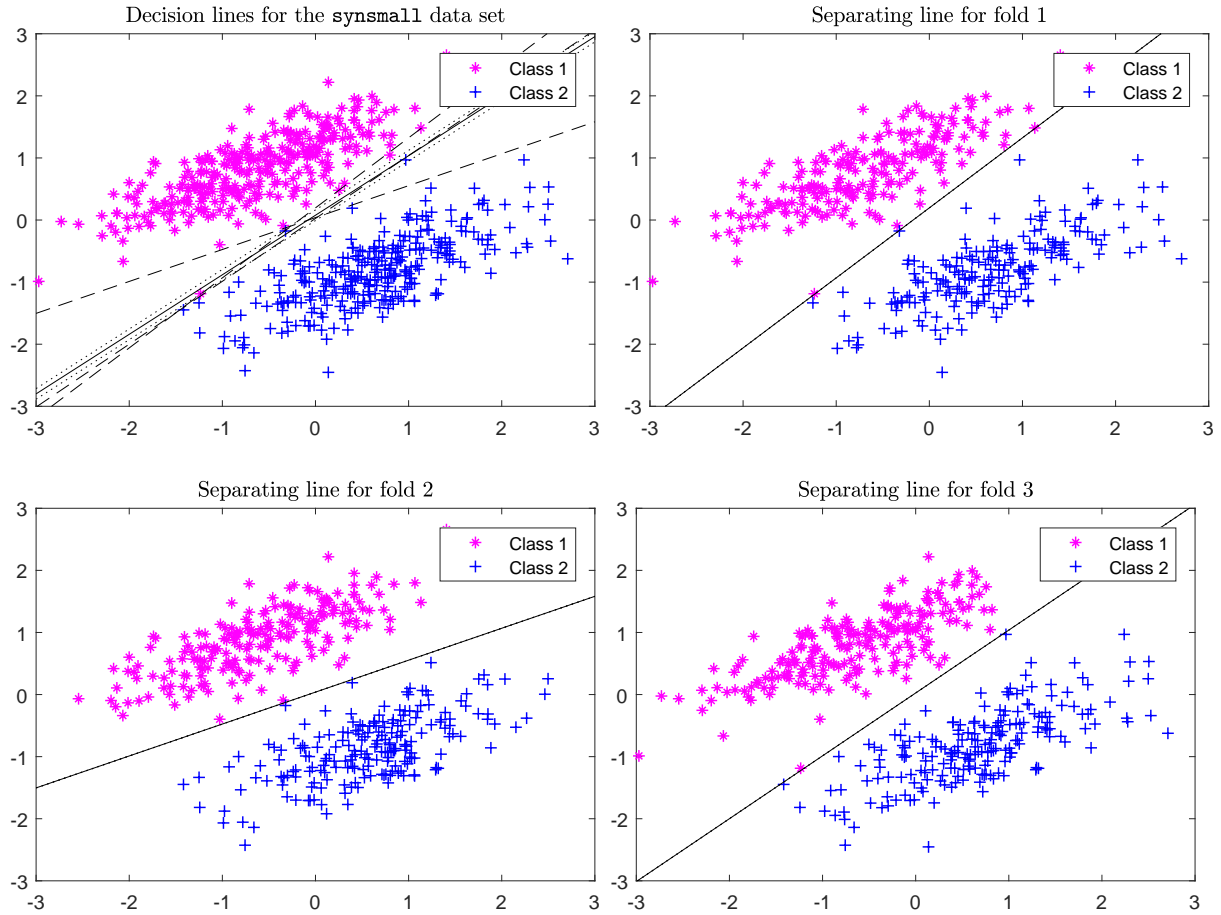 Decision lines for the synsmall data set
3
2
1
0
-1
-2
-3
-3 -2 -1 0 1 2 3
Class 1
Class 2
Separating line for fold 1
3
2
1
0
-1
-2
-3
-3 -2 -1 0 1 2 3
Class 1
Class 2
Separating line for fold 2
3
2
1
0
-1
-2
-3
-3 -2 -1 0 1 2 3
Class 1
Class 2
Separating line for fold 3
3
2
1
0
-1
-2
-3
-3 -2 -1 0 1 2 3
Class 1
Class 2